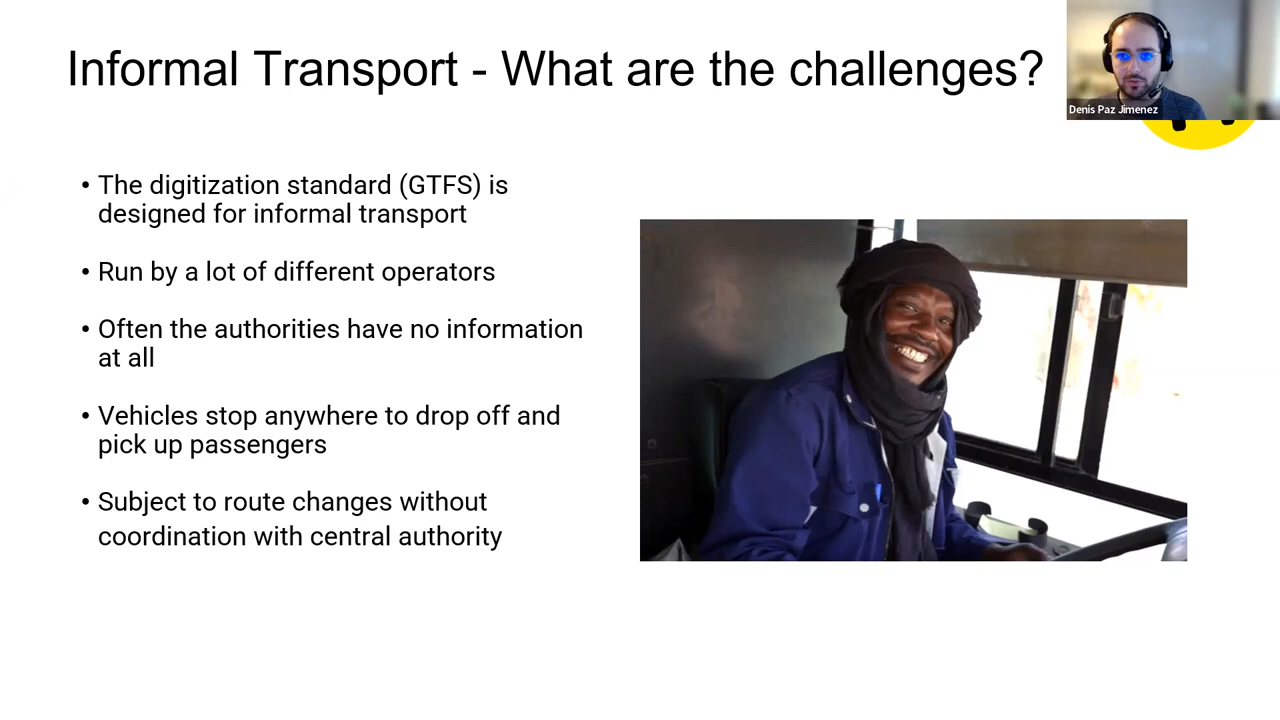 Informal Transport - What are the challenges?
Denis Paz Jimenez
• The digitization standard (GTFS) is
designed for informal transport
• Run by a lot of different operators
• Often the authorities have no information
at all
• Vehicles stop anywhere to drop off and
pick up passengers
• Subject to route changes without
coordination with central authority